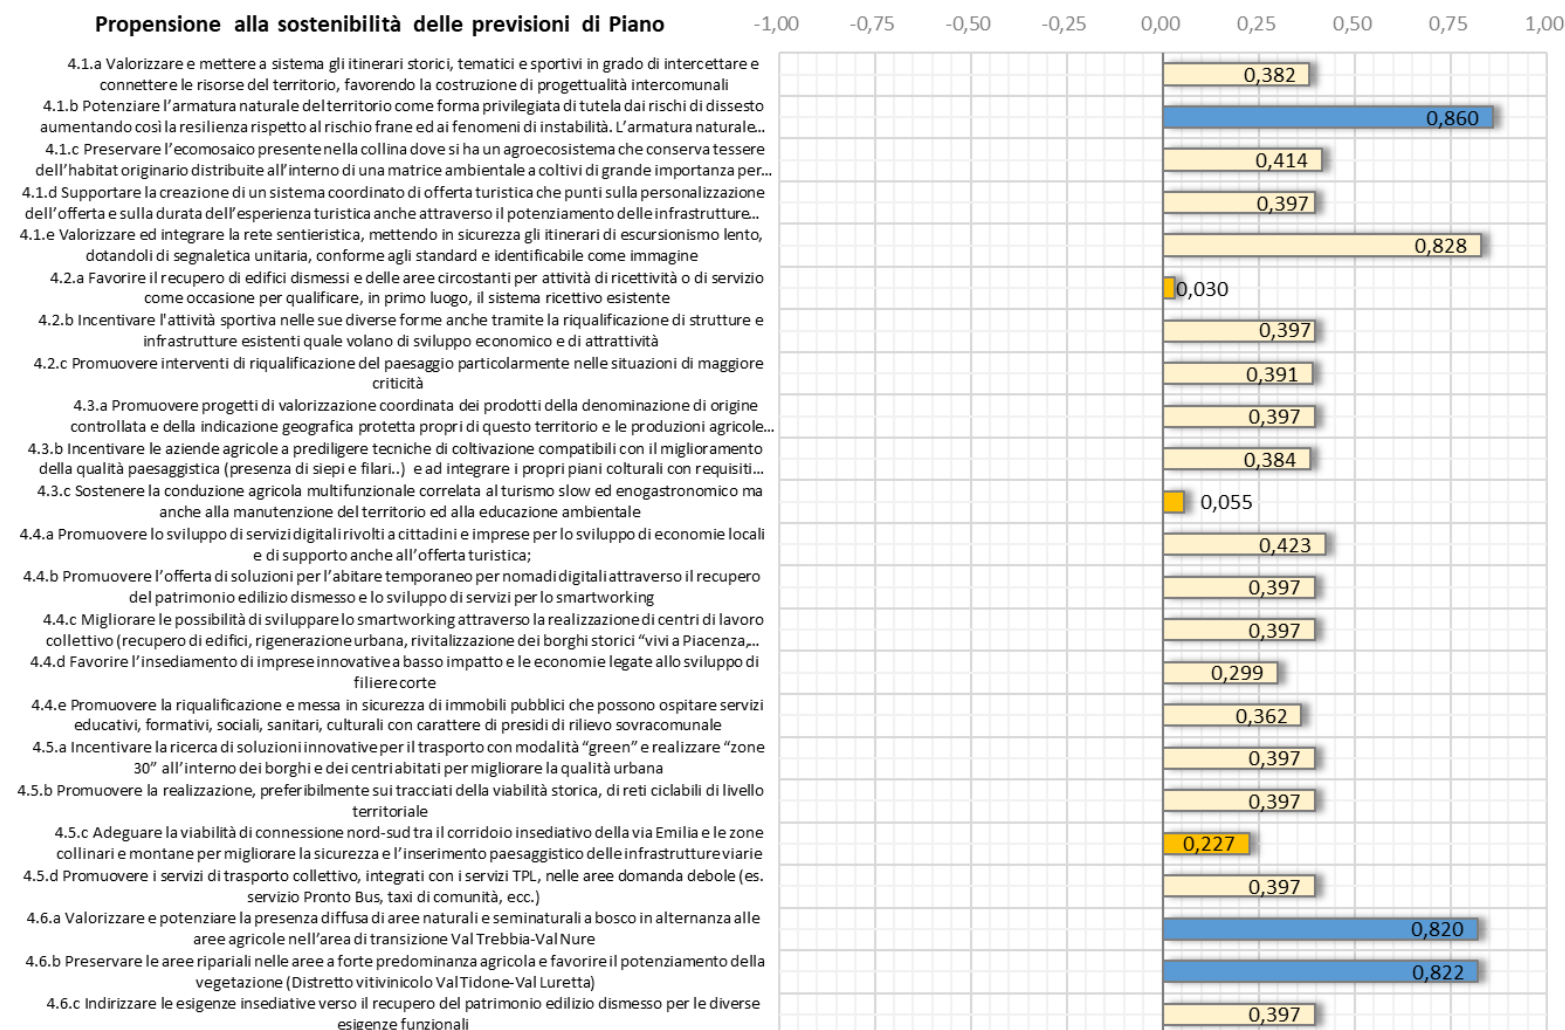 Propensione alla sostenibilità delle previsioni di Piano
-1,00 -0,75 -0,50 -0,25 0,00 0,25 0,50 0,75 1,00
4.1.a Valorizzare e mettere a sistema gli itinerari storici, tematici e sportivi in grado di intercettare e
connettere le risorse del territorio, favorendo la costruzione di progettualità intercomunali
0,382
4.1.b Potenziare l’armatura naturale del territorio come forma privilegiata di tutela dai rischi di dissesto
aumentando così la resilienza rispetto al rischio frane ed ai fenomeni di instabilità. L’armatura naturale...
0,860
4.1.c Preservare l’ecomosaico presente nella collina dove si ha un agroecosistema che conserva tessere
dell’habitat originario distribuite all’interno di una matrice ambientale a coltivi di grande importanza per...
0,414
4.1.d Supportare la creazione di un sistema coordinato di offerta turistica che punti sulla personalizzazione
dell’offerta e sulla durata dell’esperienza turistica anche attraverso il potenziamento delle infrastrutture...
0,397
4.1.e Valorizzare ed integrare la rete sentieristica, mettendo in sicurezza gli itinerari di escursionismo lento,
dotandoli di segnaletica unitaria, conforme agli standard e identificabile come immagine
0,828
4.2.a Favorire il recupero di edifici dismessi e delle aree circostanti per attività di ricettività o di servizio
come occasione per qualificare, in primo luogo, il sistema ricettivo esistente
0,030
4.2.b Incentivare l'attività sportiva nelle sue diverse forme anche tramite la riqualificazione di strutture e
infrastrutture esistenti quale volano di sviluppo economico e di attrattività
0,397
4.2.c Promuovere interventi di riqualificazione del paesaggio particolarmente nelle situazioni di maggiore
criticità
0,391
4.3.a Promuovere progetti di valorizzazione coordinata dei prodotti della denominazione di origine
controllata e della indicazione geografica protetta propri di questo territorio e le produzioni agricole...
0,397
4.3.b Incentivare le aziende agricole a prediligere tecniche di coltivazione compatibili con il miglioramento
della qualità paesaggistica (presenza di siepi e filari..) e ad integrare i propri piani colturali con requisiti...
0,384
4.3.c Sostenere la conduzione agricola multifunzionale correlata al turismo slow ed enogastronomico ma
anche alla manutenzione del territorio ed alla educazione ambientale
0,055
4.4.a Promuovere lo sviluppo di servizi digitali rivolti a cittadini e imprese per lo sviluppo di economie locali
e di supporto anche all’offerta turistica;
0,423
4.4.b Promuovere l’offerta di soluzioni per l’abitare temporaneo per nomadi digitali attraverso il recupero
del patrimonio edilizio dismesso e lo sviluppo di servizi per lo smartworking
0,397
4.4.c Migliorare le possibilità di sviluppare lo smartworking attraverso la realizzazione di centri di lavoro
collettivo (recupero di edifici, rigenerazione urbana, rivitalizzazione dei borghi storici “vivi a Piacenza,...
0,397
4.4.d Favorire l’insediamento di imprese innovative a basso impatto e le economie legate allo sviluppo di
filiere corte
0,299
4.4.e Promuovere la riqualificazione e messa in sicurezza di immobili pubblici che possono ospitare servizi
educativi, formativi, sociali, sanitari, culturali con carattere di presidi di rilievo sovracomunale
0,362
4.5.a Incentivare la ricerca di soluzioni innovative per il trasporto con modalità “green” e realizzare “zone
30” all’interno dei borghi e dei centri abitati per migliorare la qualità urbana
0,397
4.5.b Promuovere la realizzazione, preferibilmente sui tracciati della viabilità storica, di reti ciclabili di livello
territoriale
0,397
4.5.c Adeguare la viabilità di connessione nord-sud tra il corridoio insediativo della via Emilia e le zone
collinari e montane per migliorare la sicurezza e l’inserimento paesaggistico delle infrastrutture viarie
0,227
4.5.d Promuovere i servizi di trasporto collettivo, integrati con i servizi TPL, nelle aree domanda debole (es.
servizio Pronto Bus, taxi di comunità, ecc.)
0,397
4.6.a Valorizzare e potenziare la presenza diffusa di aree naturali e seminaturali a bosco in alternanza alle
aree agricole nell’area di transizione Val Trebbia-Val Nure
0,820
4.6.b Preservare le aree ripariali nelle aree a forte predominanza agricola e favorire il potenziamento della
vegetazione (Distretto vitivinicolo Val Tidone-Val Luretta)
0,822
4.6.c Indirizzare le esigenze insediative verso il recupero del patrimonio edilizio dismesso per le diverse
esigenze funzionali
0,397